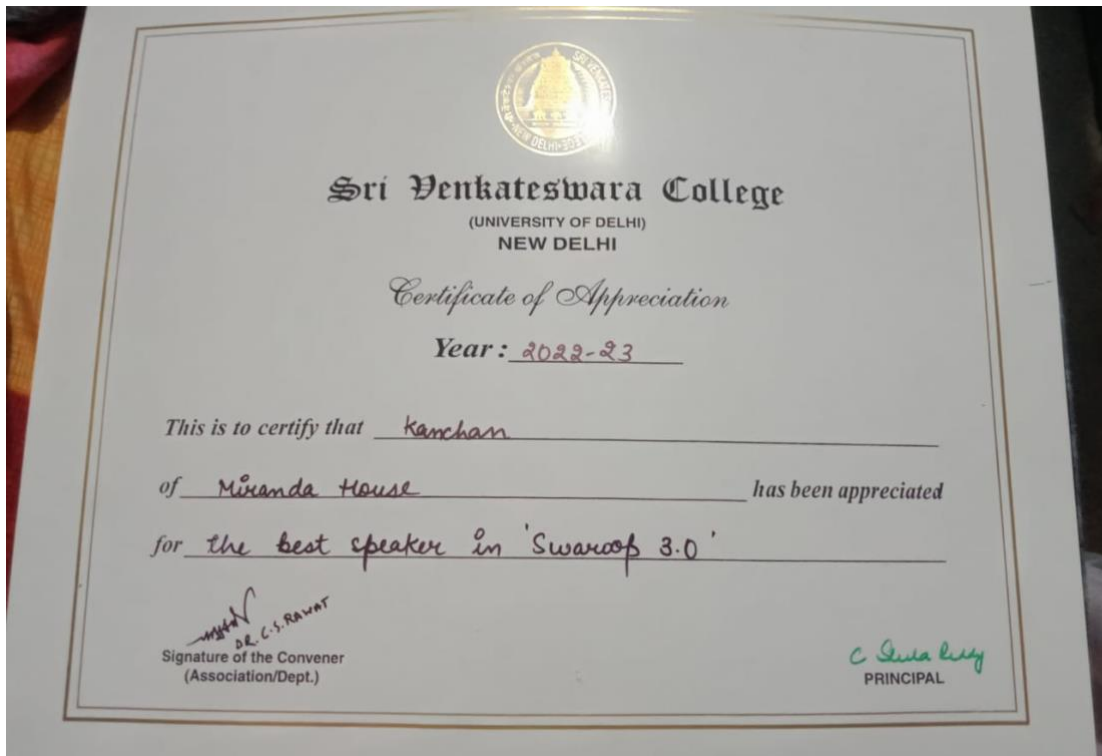 Sri Venkateswara College
(UNIVERSITY OF DELHI)
NEW DELHI
Certificate of Appreciation
Year : 2022-23
This is to certify that Kanchan
of Miranda House has been appreciated
for the best speaker in 'Swaroop 3.0'
DR. C.S. RAWAT
Signature of the Convener
(Association/Dept.)
PRINCIPAL